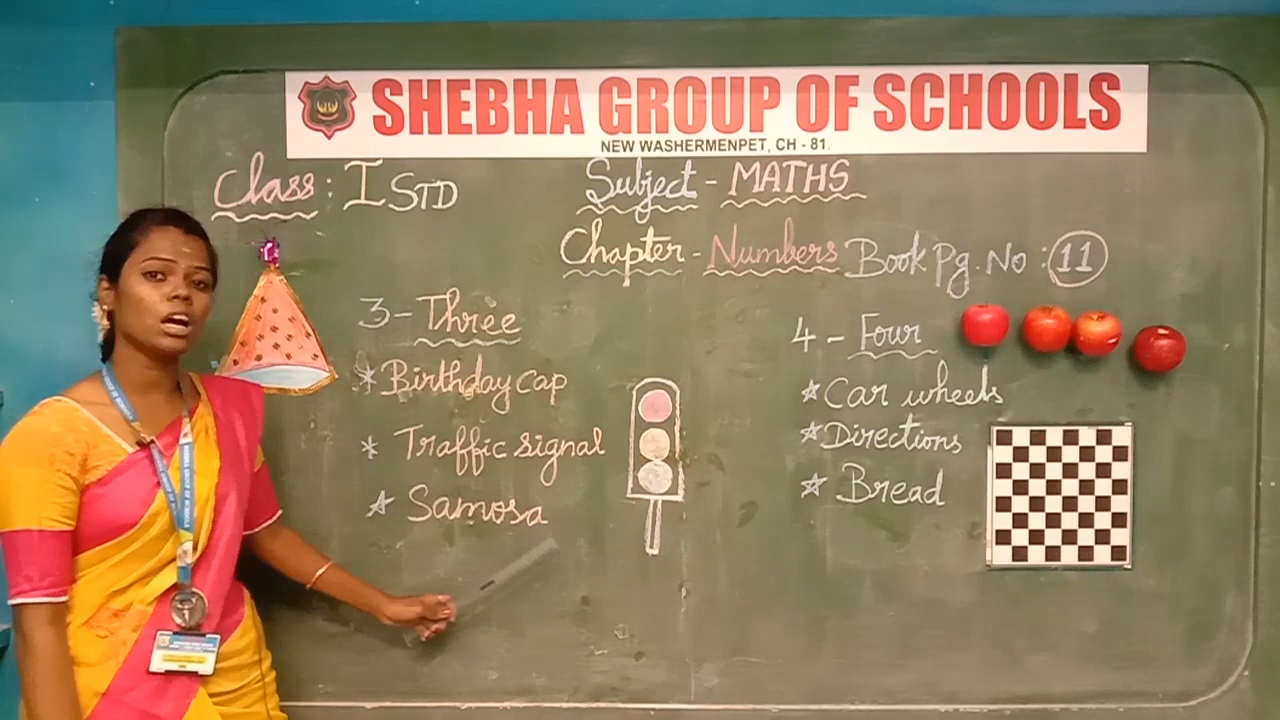 SHEBHA GROUP OF SCHOOLS
NEW WASHERMENPET, CH - 81.
Class : I STD
Subject - MATHS
Chapter - Numbers Book Pg. No : 11
3 - Three
* Birthday cap
* Traffic signal
* Samosa
4 - Four
* Car wheels
* Directions
* Bread